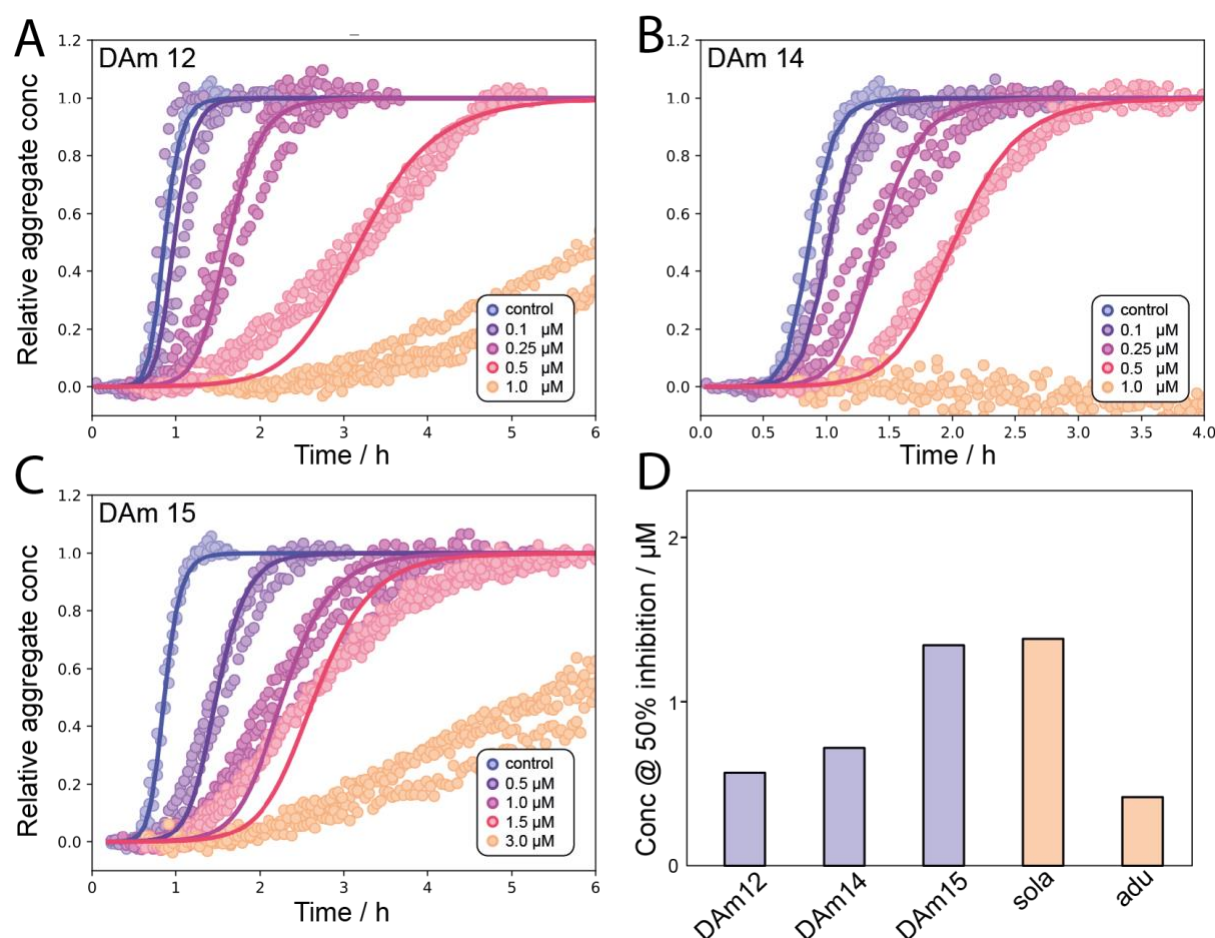 A
DAm 12
Relative aggregate conc
1.2
1.0
0.8
0.6
0.4
0.2
0.0
control
0.1 µM
0.25 µM
0.5 µM
1.0 µM
0 1 2 3 4 5 6
Time / h
B
DAm 14
1.2
1.0
0.8
0.6
0.4
0.2
0.0
control
0.1 µM
0.25 µM
0.5 µM
1.0 µM
0.0 0.5 1.0 1.5 2.0 2.5 3.0 3.5 4.0
Time / h
C
DAm 15
Relative aggregate conc
1.2
1.0
0.8
0.6
0.4
0.2
0.0
control
0.5 µM
1.0 µM
1.5 µM
3.0 µM
0 1 2 3 4 5 6
Time / h
D
Conc @ 50% inhibition / µM
2
1
0
DAm12 DAm14 DAm15 sola adu